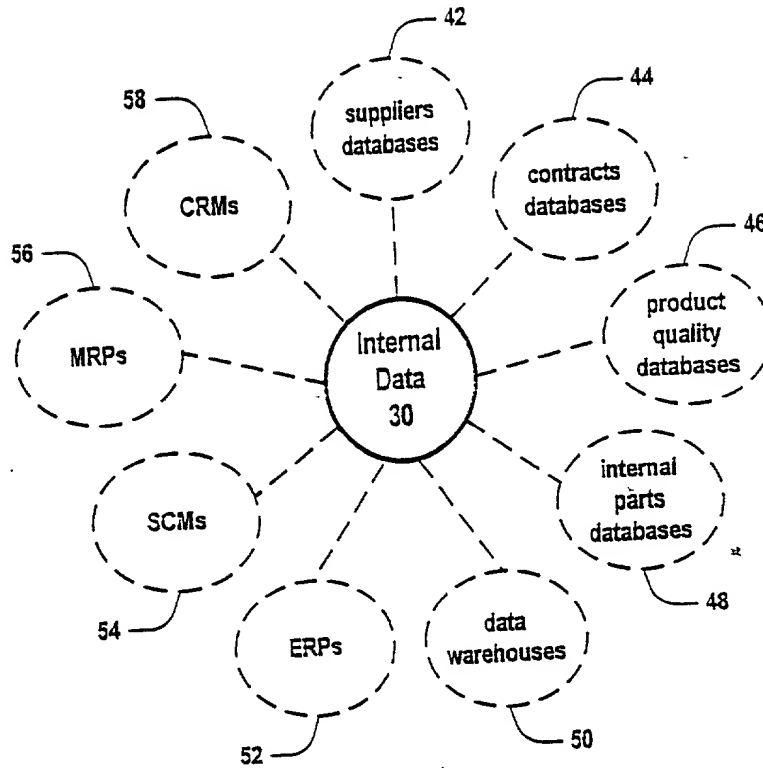 42
suppliers
databases
44
contracts
databases
58
CRMs
46
product
quality
databases
56
MRPs
Internal
Data
30
internal
parts
databases
48
SCMs
54
ERPs
52
data
warehouses
50